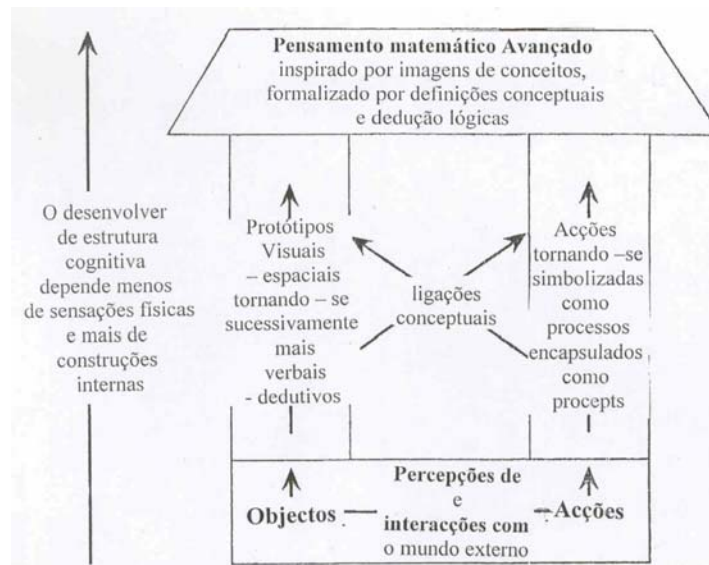 Pensamento matemático Avançado
inspirado por imagens de conceitos,
formalizado por definições conceptuais
e dedução lógicas
O desenvolver
de estrutura
cognitiva
depende menos
de sensações físicas
e mais de
construções
internas
Protótipos
Visuais
– espaciais
tornando – se
sucessivamente
mais
verbais
- dedutivos
ligações
conceptuais
Acções
tornando –se
simbolizadas
como
processos
encapsulados
como
procepts
Percepções de
e
interacções com
o mundo externo
Objectos
Acções